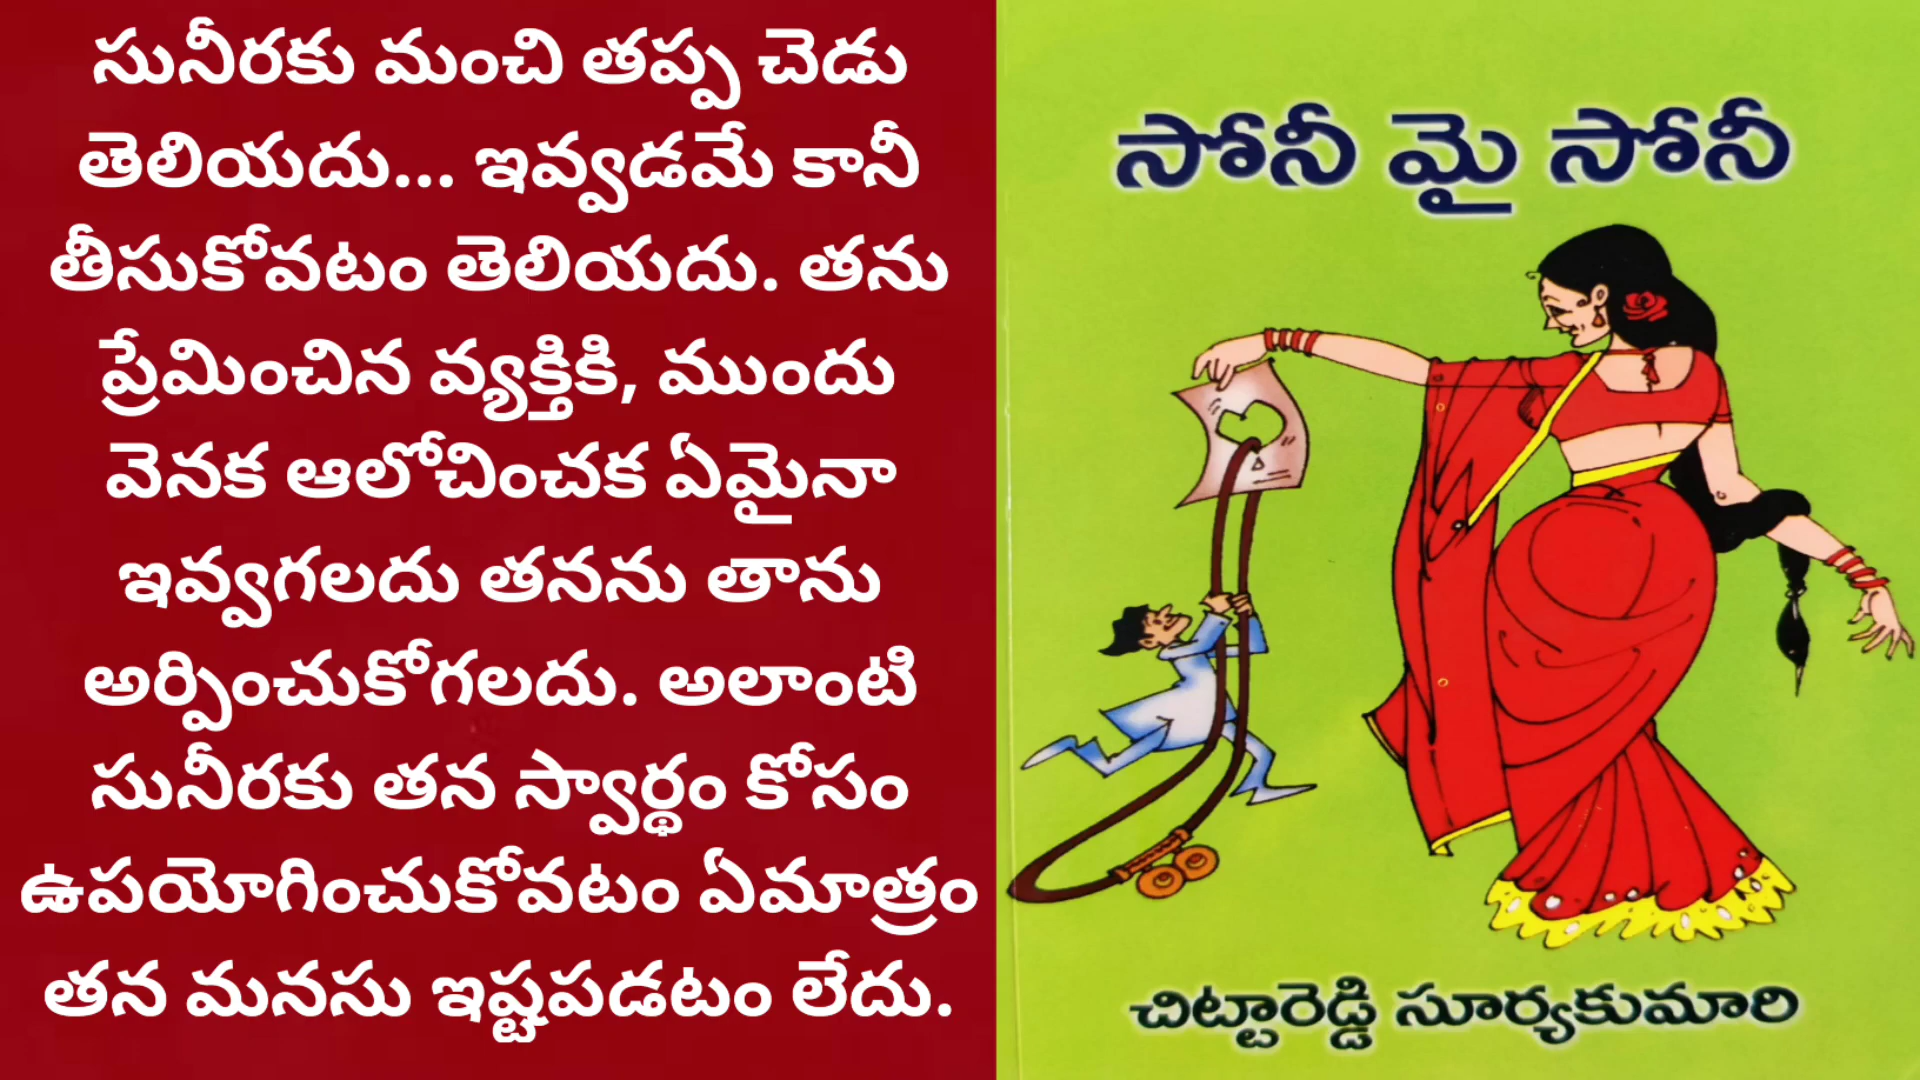 సునీరకు మంచి తప్ప చెడు
తెలియదు... ఇవ్వడమే కానీ
తీసుకోవటం తెలియదు. తను
ప్రేమించిన వ్యక్తికి, ముందు
వెనక ఆలోచించక ఏమైనా
ఇవ్వగలదు తనను తాను
అర్పించుకోగలదు. అలాంటి
సునీరకు తన స్వార్థం కోసం
ఉపయోగించుకోవటం ఏమాత్రం
తన మనసు ఇష్టపడటం లేదు.
సోనీ మై సోనీ
చిట్టారెడ్డి సూర్యకుమారి